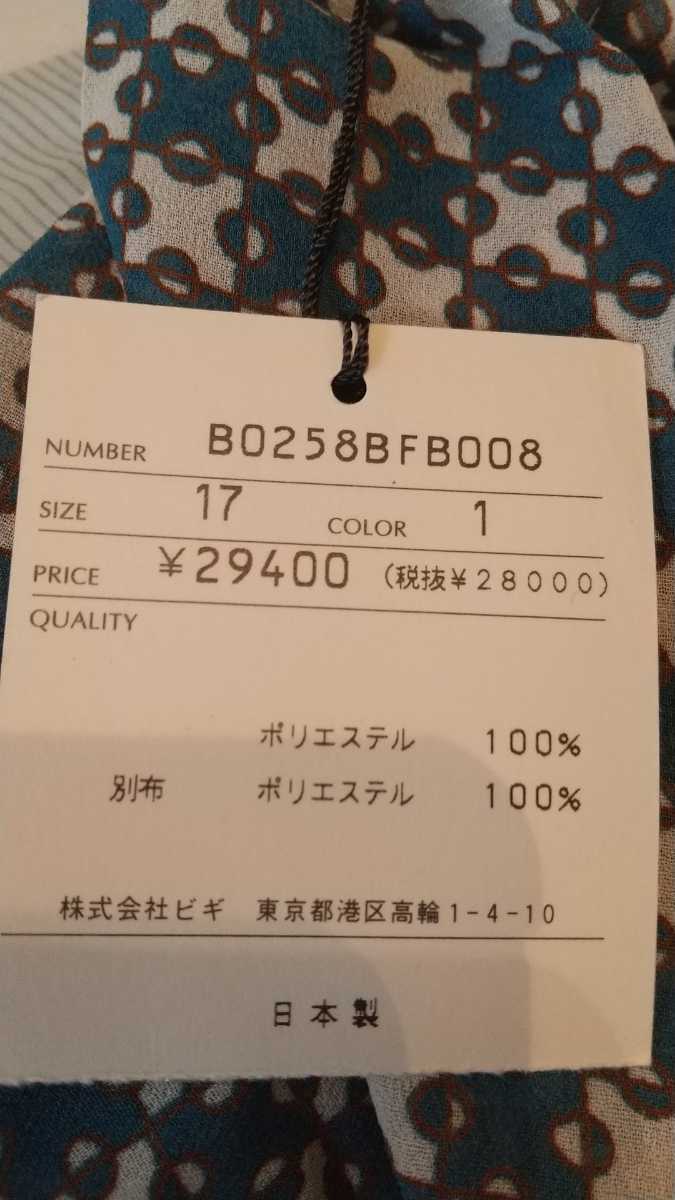 NUMBER B0258BFB008
SIZE 17 COLOR 1
PRICE ¥29400 (税抜¥28000)
QUALITY
ポリエステル 100%
別布 ポリエステル 100%
株式会社ビギ 東京都港区高輪1-4-10
日本製